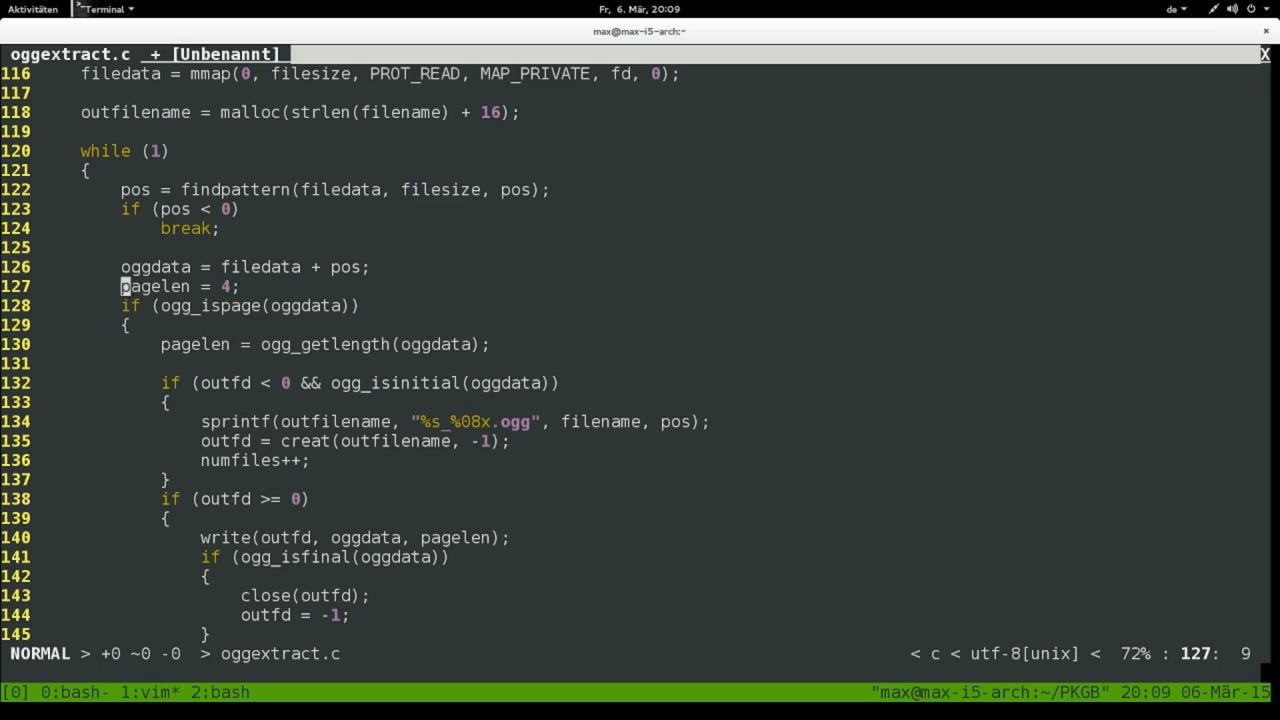 Aktivitäten Terminal Fr, 6. Mär, 20:09 de
max@max-i5-arch:~ ×
oggextract.c + [Unbenannt] X
116 filedata = mmap(0, filesize, PROT_READ, MAP_PRIVATE, fd, 0);
117
118 outfilename = malloc(strlen(filename) + 16);
119
120 while (1)
121 {
122 pos = findpattern(filedata, filesize, pos);
123 if (pos < 0)
124 break;
125
126 oggdata = filedata + pos;
127 pagelen = 4;
128 if (ogg_ispage(oggdata))
129 {
130 pagelen = ogg_getlength(oggdata);
131
132 if (outfd < 0 && ogg_isinitial(oggdata))
133 {
134 sprintf(outfilename, "%s_%08x.ogg", filename, pos);
135 outfd = creat(outfilename, -1);
136 numfiles++;
137 }
138 if (outfd >= 0)
139 {
140 write(outfd, oggdata, pagelen);
141 if (ogg_isfinal(oggdata))
142 {
143 close(outfd);
144 outfd = -1;
145 }
NORMAL > +0 ~0 -0 > oggextract.c < c < utf-8[unix] < 72% : 127: 9
[0] 0:bash- 1:vim* 2:bash "max@max-i5-arch:~/PKGB" 20:09 06-Mär-15